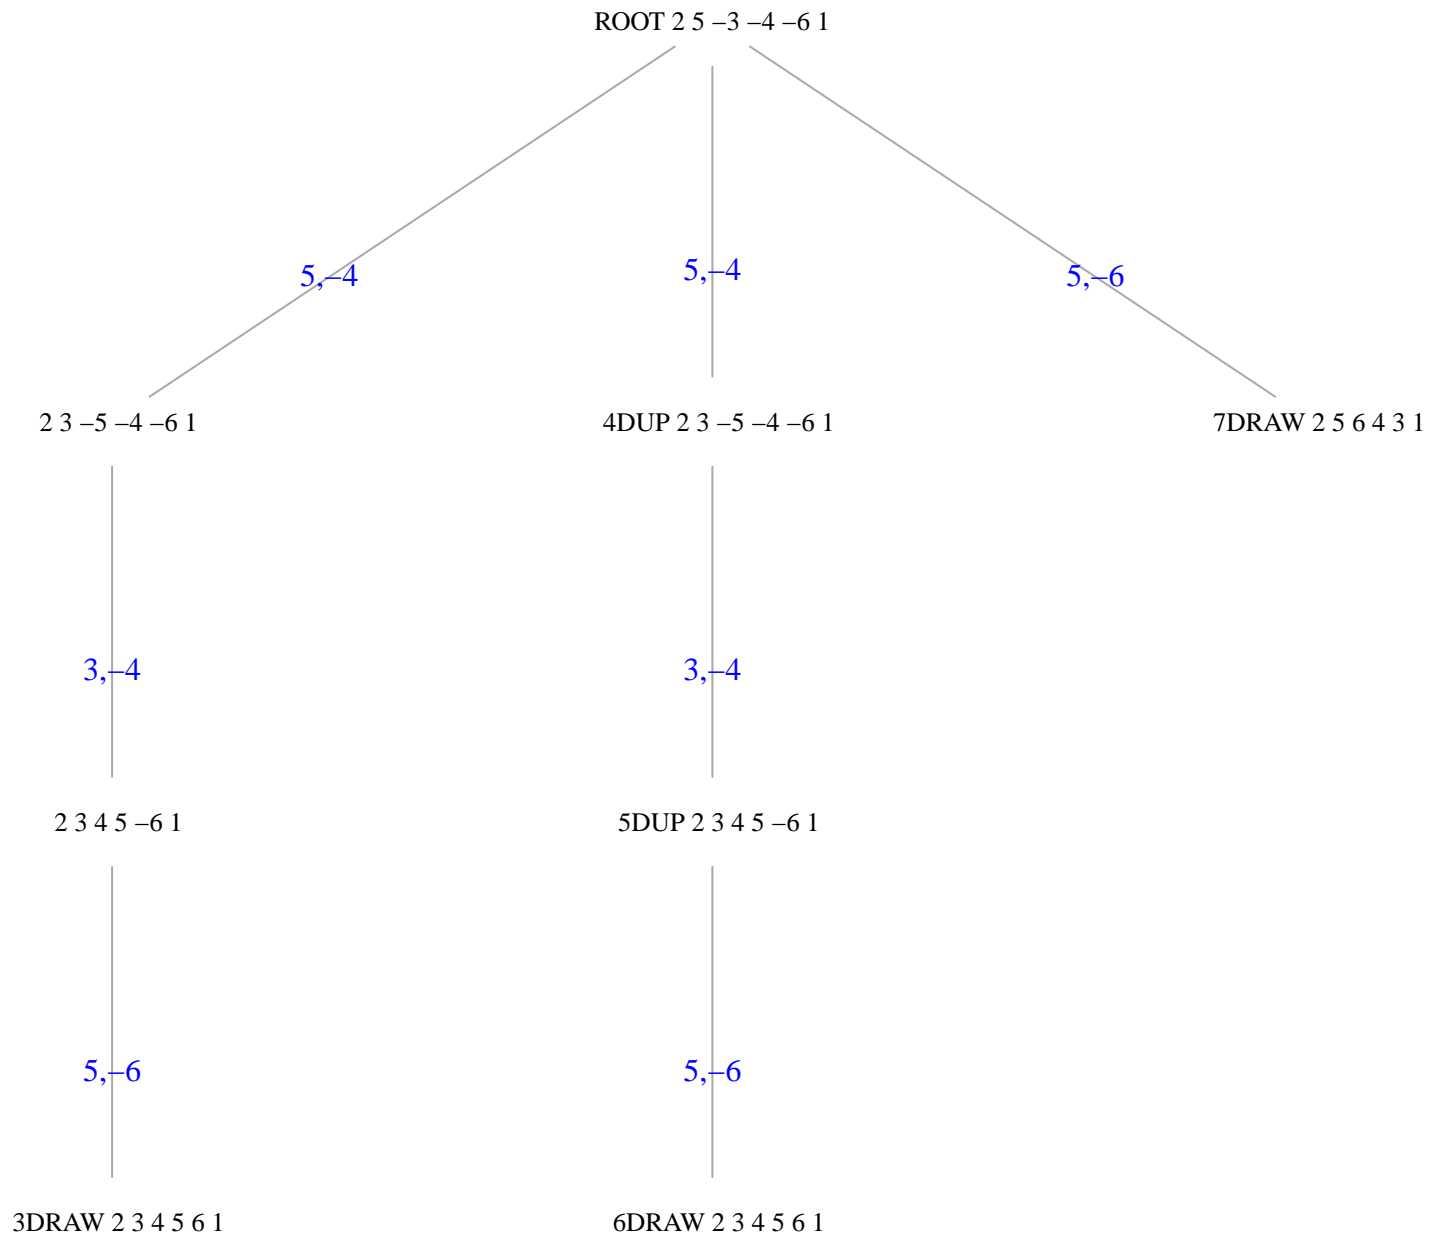 ROOT 2 5 –3 –4 –6 1
5,–4
5,–4
5,–6
2 3 –5 –4 –6 1
4DUP 2 3 –5 –4 –6 1
7DRAW 2 5 6 4 3 1
3,–4
3,–4
2 3 4 5 –6 1
5DUP 2 3 4 5 –6 1
5,–6
5,–6
3DRAW 2 3 4 5 6 1
6DRAW 2 3 4 5 6 1